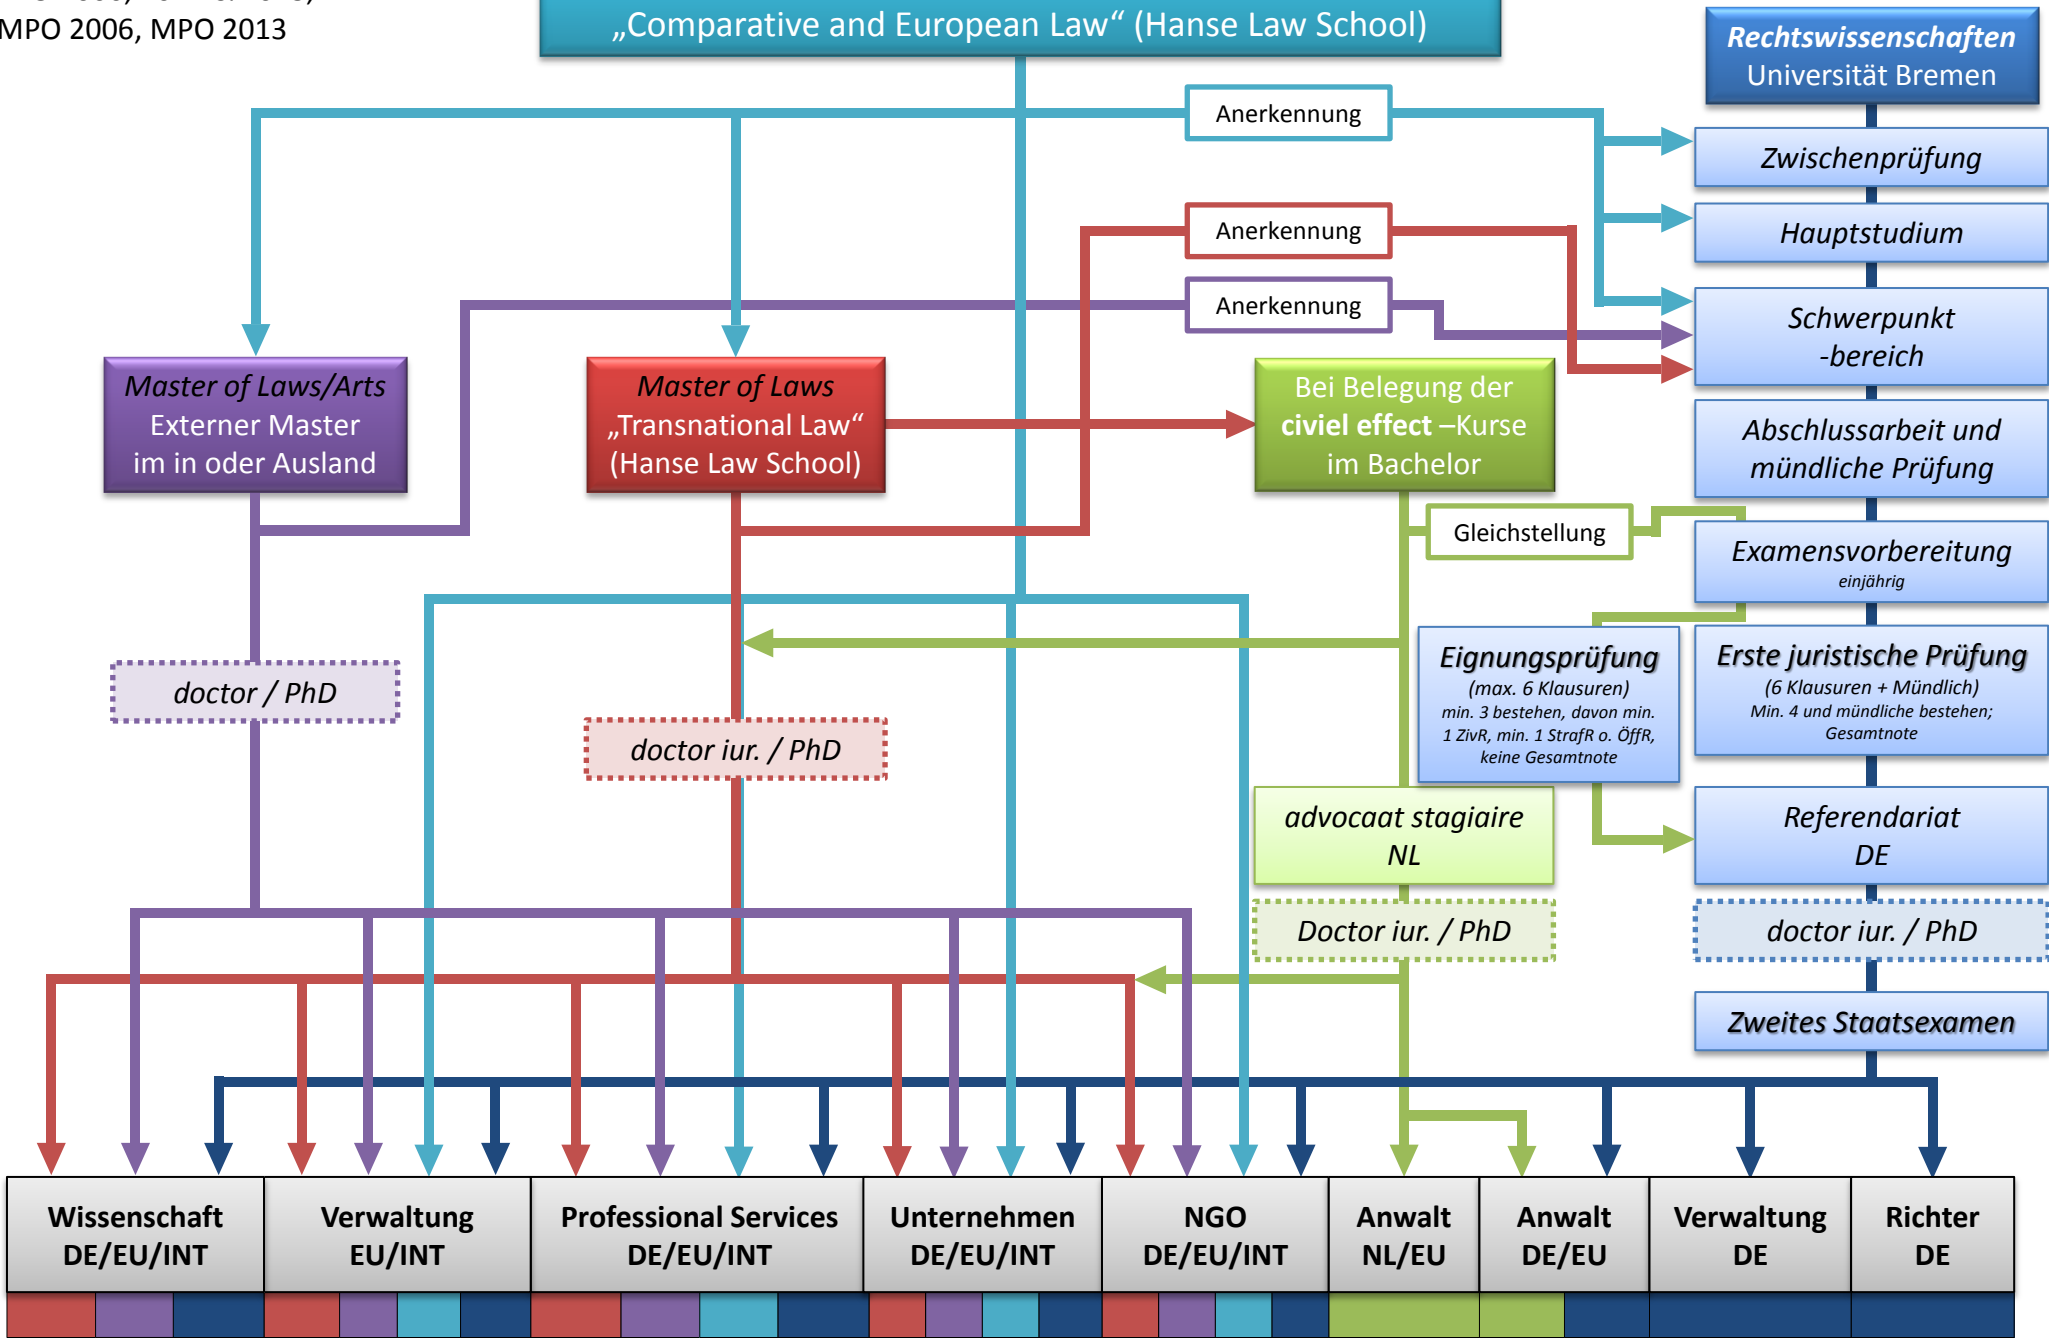 MPO 2006, MPO 2013
„Comparative and European Law“ (Hanse Law School)
Rechtswissenschaften
Universität Bremen
Anerkennung
Zwischenprüfung
Anerkennung
Hauptstudium
Anerkennung
Schwerpunkt
-bereich
Master of Laws/Arts
Externer Master
im in oder Ausland
Master of Laws
„Transnational Law“
(Hanse Law School)
Bei Belegung der
civiel effect –Kurse
im Bachelor
Abschlussarbeit und
mündliche Prüfung
Gleichstellung
Examensvorbereitung
einjährig
doctor / PhD
doctor iur. / PhD
Eignungsprüfung
(max. 6 Klausuren)
min. 3 bestehen, davon min.
1 ZivR, min. 1 StrafR o. ÖffR,
keine Gesamtnote
Erste juristische Prüfung
(6 Klausuren + Mündlich)
Min. 4 und mündliche bestehen;
Gesamtnote
advocaat stagiaire
NL
Referendariat
DE
Doctor iur. / PhD
doctor iur. / PhD
Zweites Staatsexamen
Wissenschaft
DE/EU/INT
Verwaltung
EU/INT
Professional Services
DE/EU/INT
Unternehmen
DE/EU/INT
NGO
DE/EU/INT
Anwalt
NL/EU
Anwalt
DE/EU
Verwaltung
DE
Richter
DE